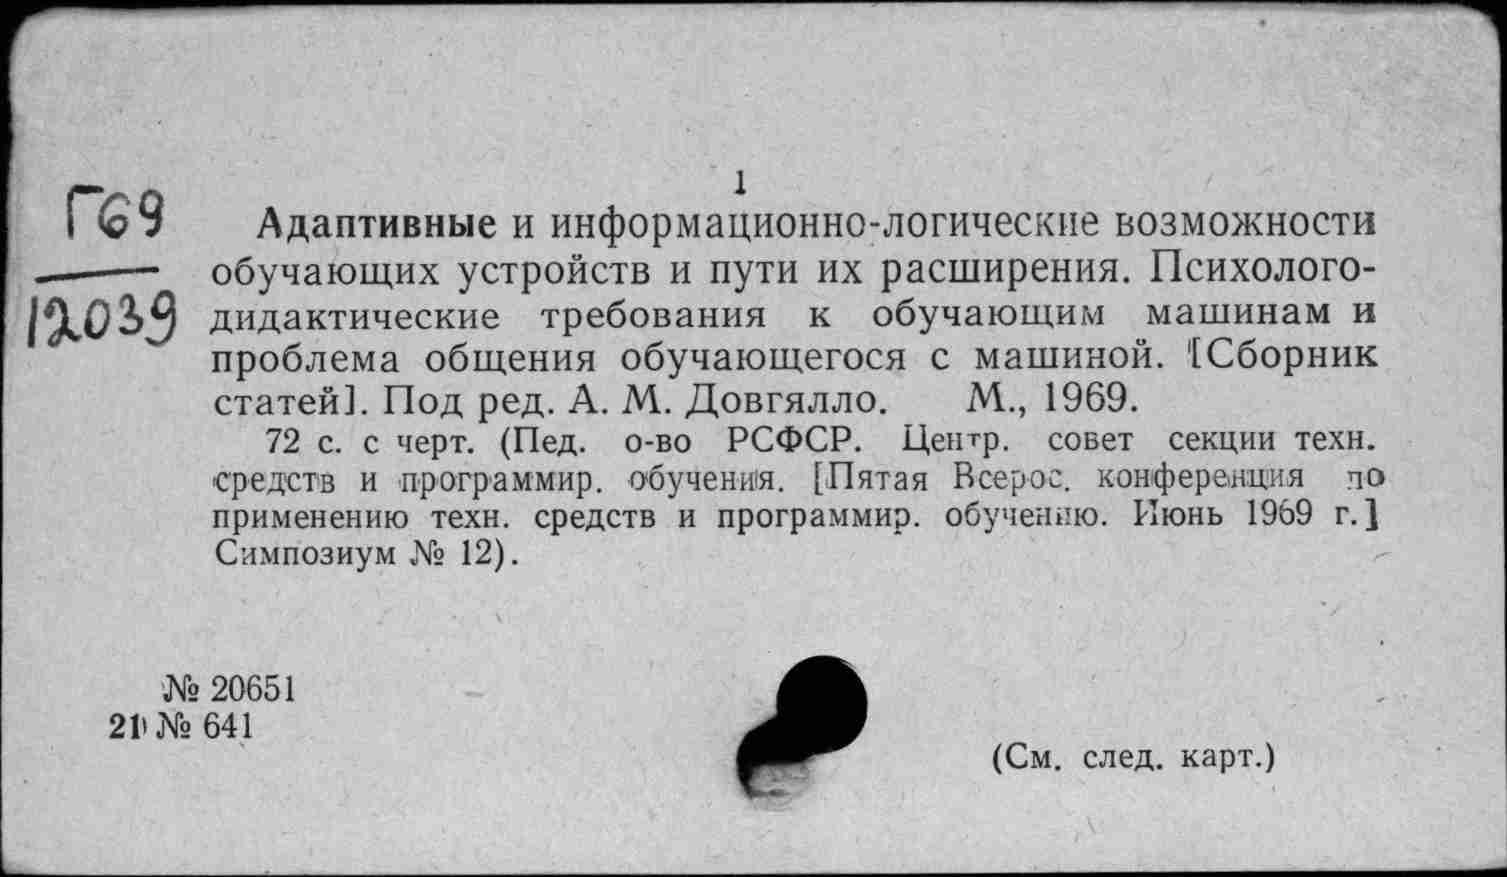 1
Г69
12039
Адаптивные и информационно-логические возможности
обучающих устройств и пути их расширения. Психолого-
дидактические требования к обучающим машинам и
проблема общения обучающегося с машиной. [Сборник
статей]. Под ред. А. М. Довгялло. М., 1969.
72 с. с черт. (Пед. о-во РСФСР. Центр. совет секции техн.
средств и программир. обучения. [Пятая Всерос. конференция по
применению техн. средств и программир. обучению. Июнь 1969 г.]
Симпозиум № 12).
№ 20651
21 № 641
(См. след. карт.)